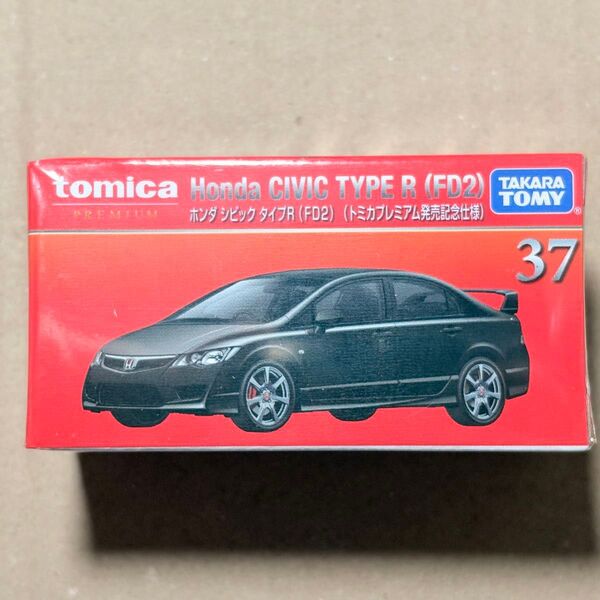 tomica
PREMIUM
Honda CIVIC TYPE R (FD2)
ホンダ シビック タイプR (FD2) (トミカプレミアム発売記念仕様)
TAKARA
TOMY®
37